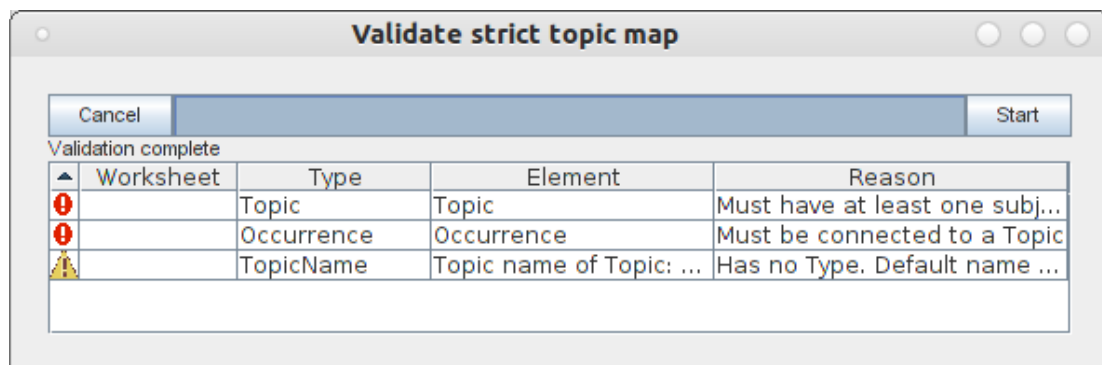 Validate strict topic map
Cancel Start
Validation complete
Worksheet Type Element Reason
Topic Topic Must have at least one subj...
Occurrence Occurrence Must be connected to a Topic
TopicName Topic name of Topic: ... Has no Type. Default name ...